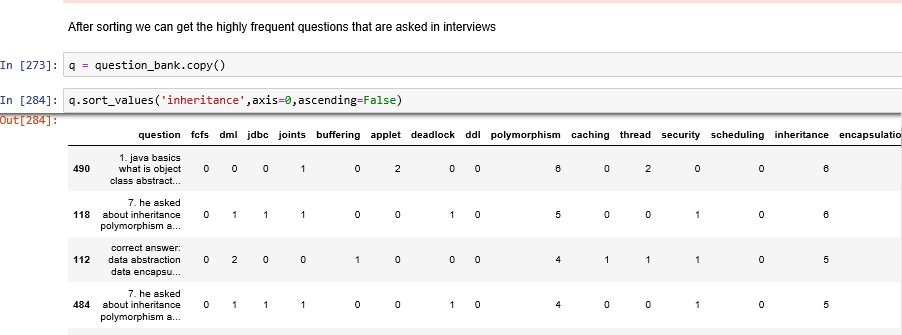 After sorting we can get the highly frequent questions that are asked in interviews
In [273]: q = question_bank.copy()
In [284]: q.sort_values('inheritance',axis=0,ascending=False)
Out[284]:
question fcfs dml jdbc joints buffering applet deadlock ddl polymorphism caching thread security scheduling inheritance encapsulatio
1. java basics
490 what is object 0 0 0 1 0 2 0 0 6 0 2 0 0 6
class abstract...
7. he asked
118 about inheritance 0 1 1 1 0 0 1 0 5 0 0 1 0 6
polymorphism a...
correct answer:
112 data abstraction 0 2 0 0 1 0 0 0 4 1 1 1 0 5
data encapsu...
7. he asked
484 about inheritance 0 1 1 1 0 0 1 0 4 0 0 1 0 5
polymorphism a...